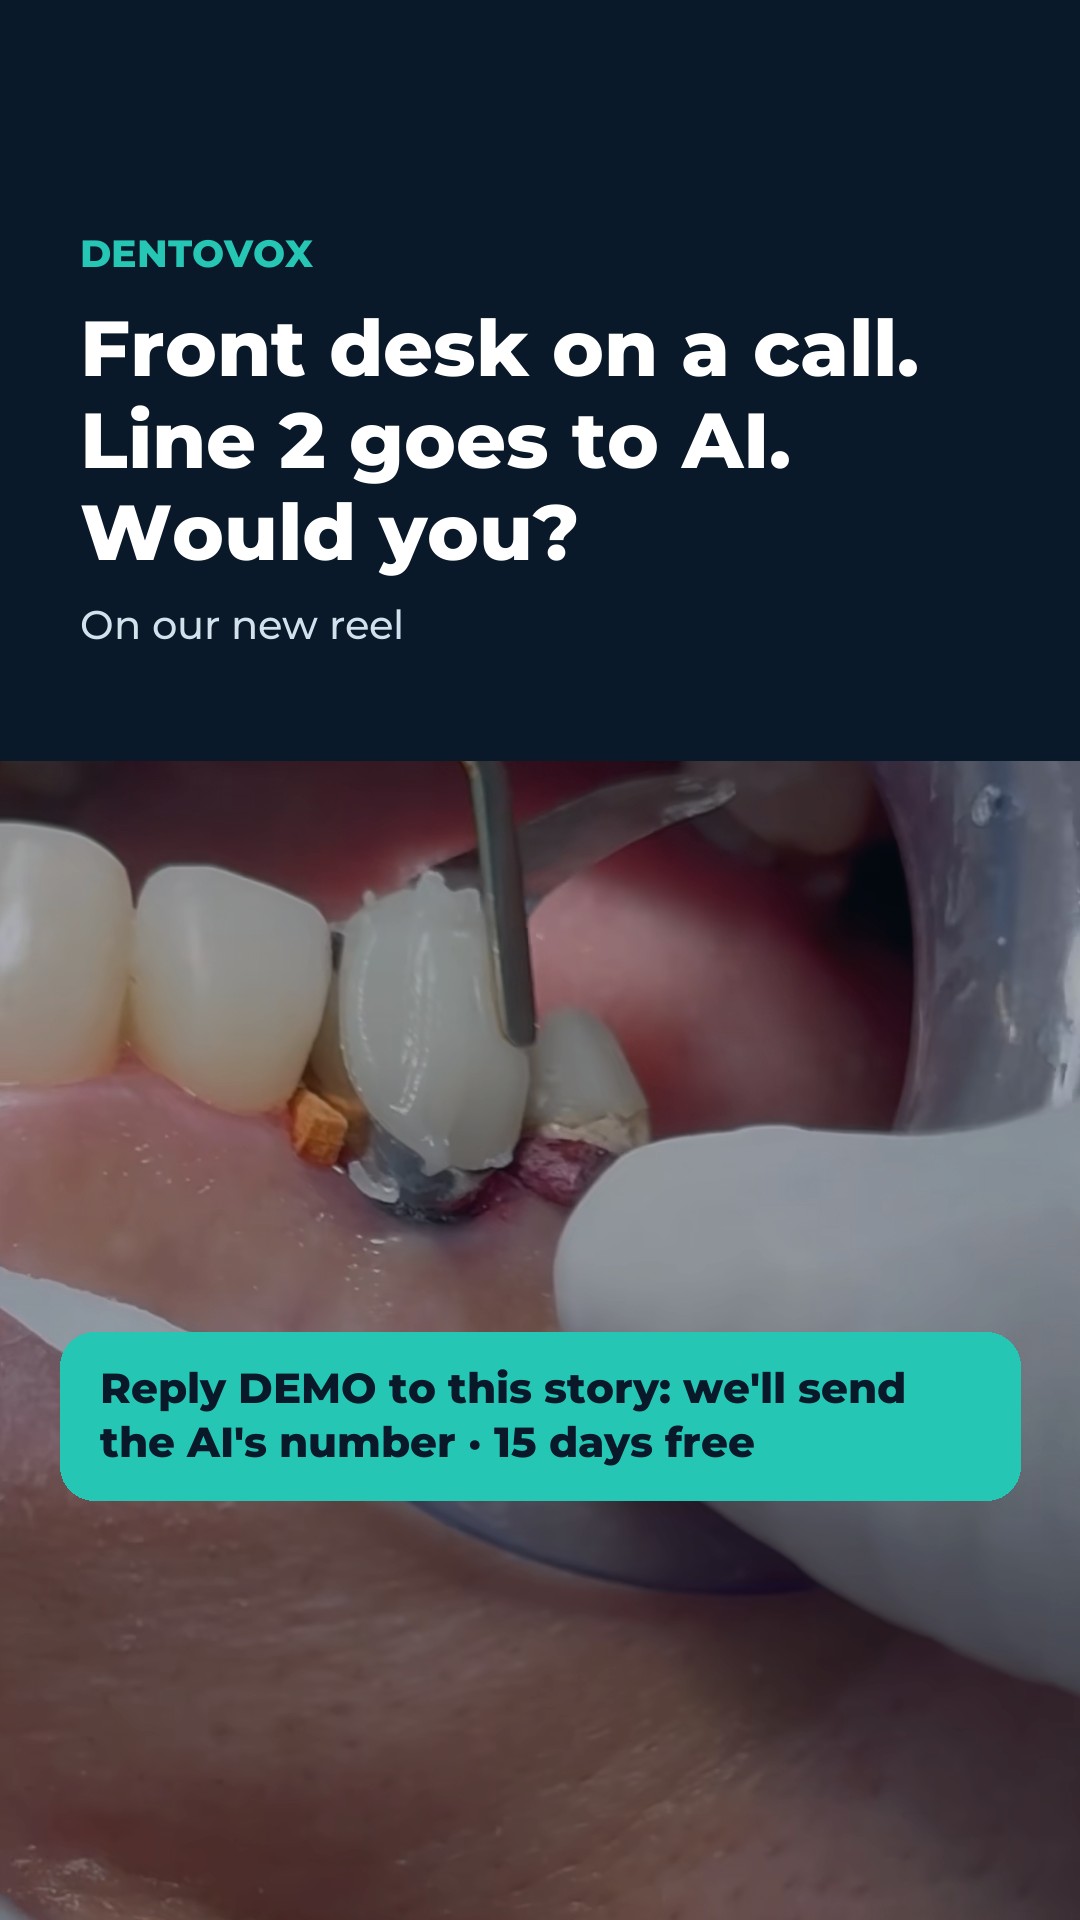 DENTOVOX
Front desk on a call.
Line 2 goes to AI.
Would you?
On our new reel
Reply DEMO to this story: we'll send
the AI's number · 15 days free